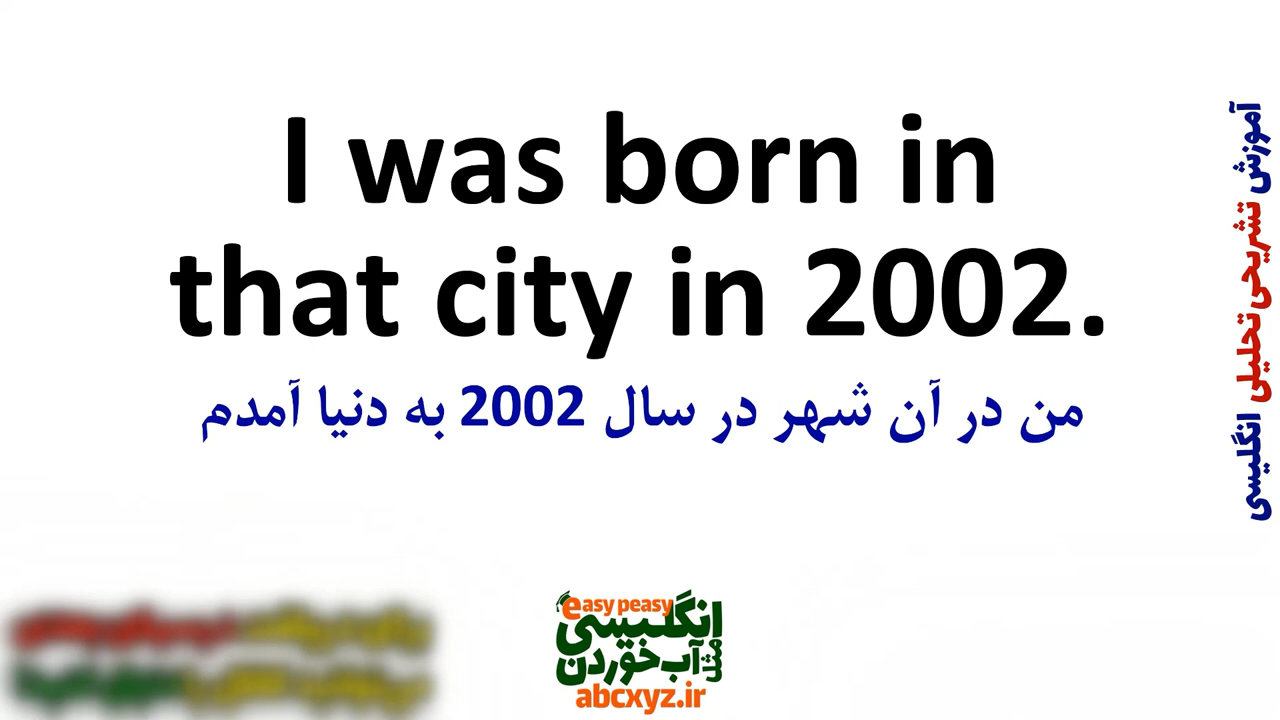 I was born in
that city in 2002.
من در آن شهر در سال 2002 به دنیا آمدم
آموزش تشریحی تحلیلی انگلیسی
easy peasy
انگلیسی
مثل آب خوردن
abcxyz.ir